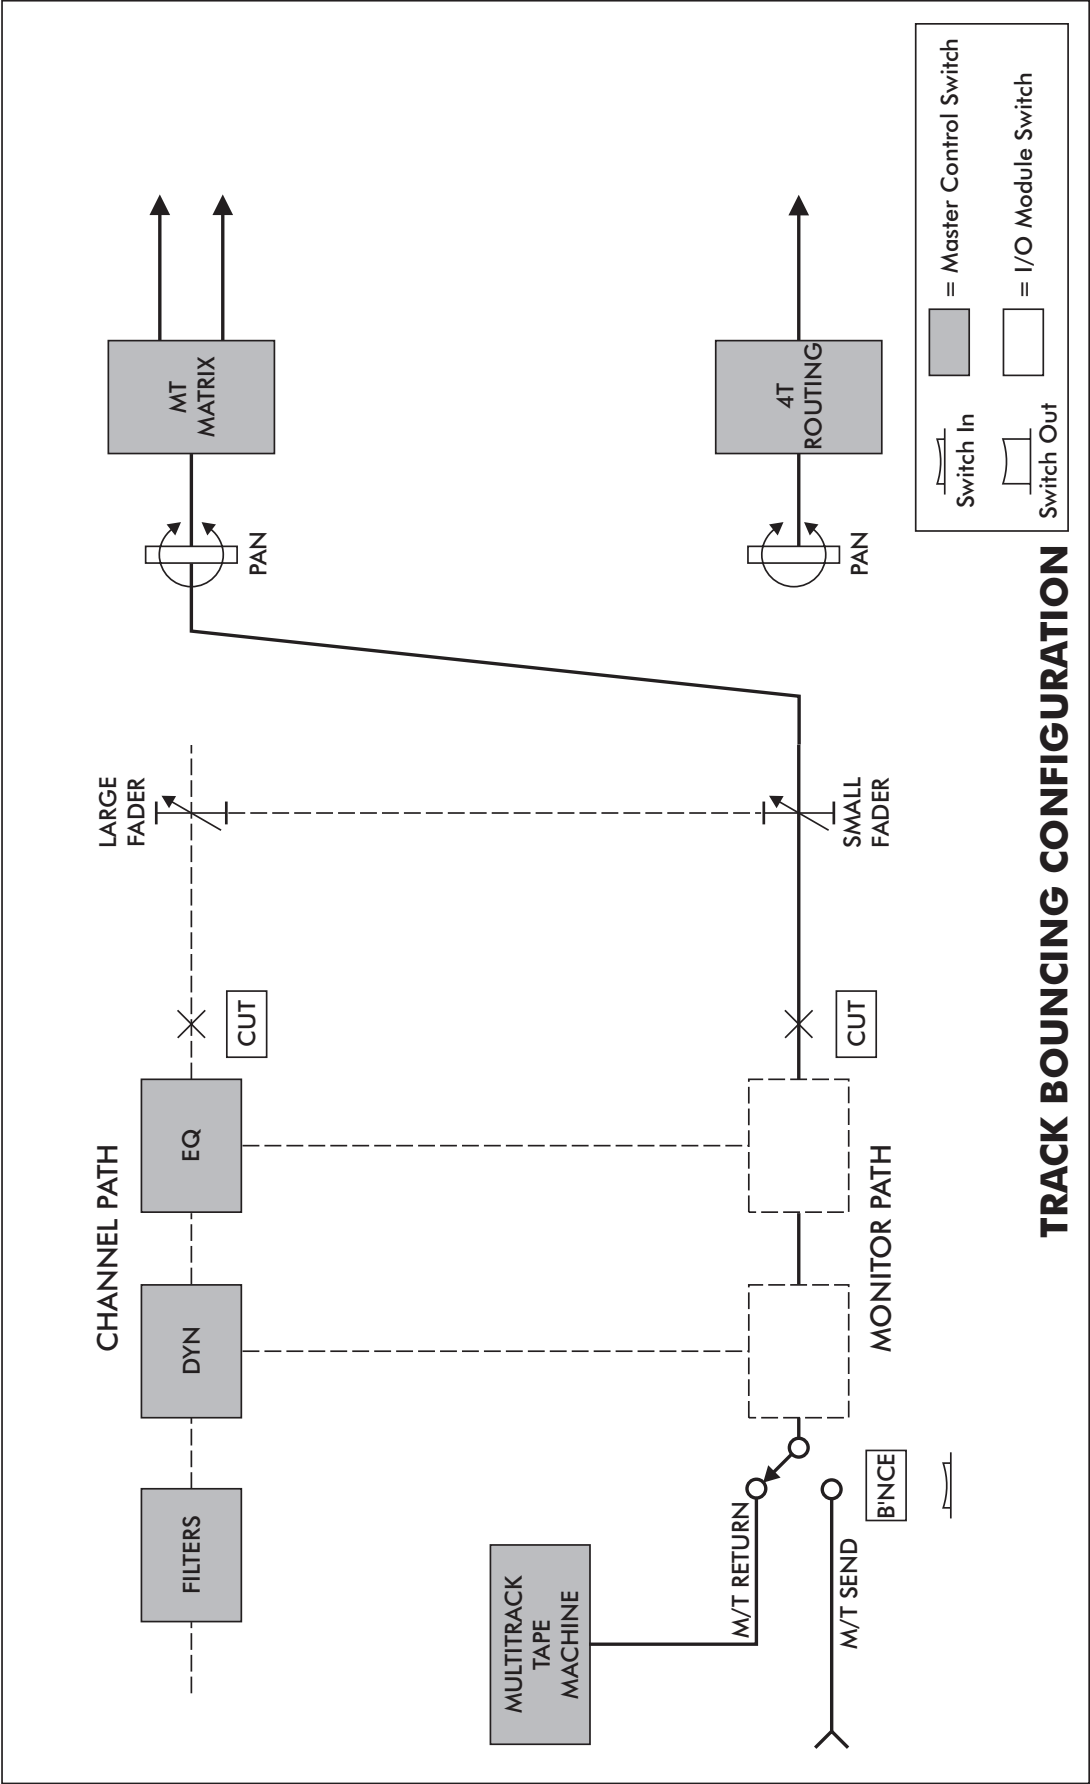 CHANNEL PATH
FILTERS
DYN
EQ
CUT
LARGE
FADER
PAN
MT
MATRIX
MULTITRACK
TAPE
MACHINE
M/T RETURN
M/T SEND
B'NCE
MONITOR PATH
CUT
SMALL
FADER
PAN
4T
ROUTING
Switch In
= Master Control Switch
Switch Out
= I/O Module Switch
TRACK BOUNCING CONFIGURATION